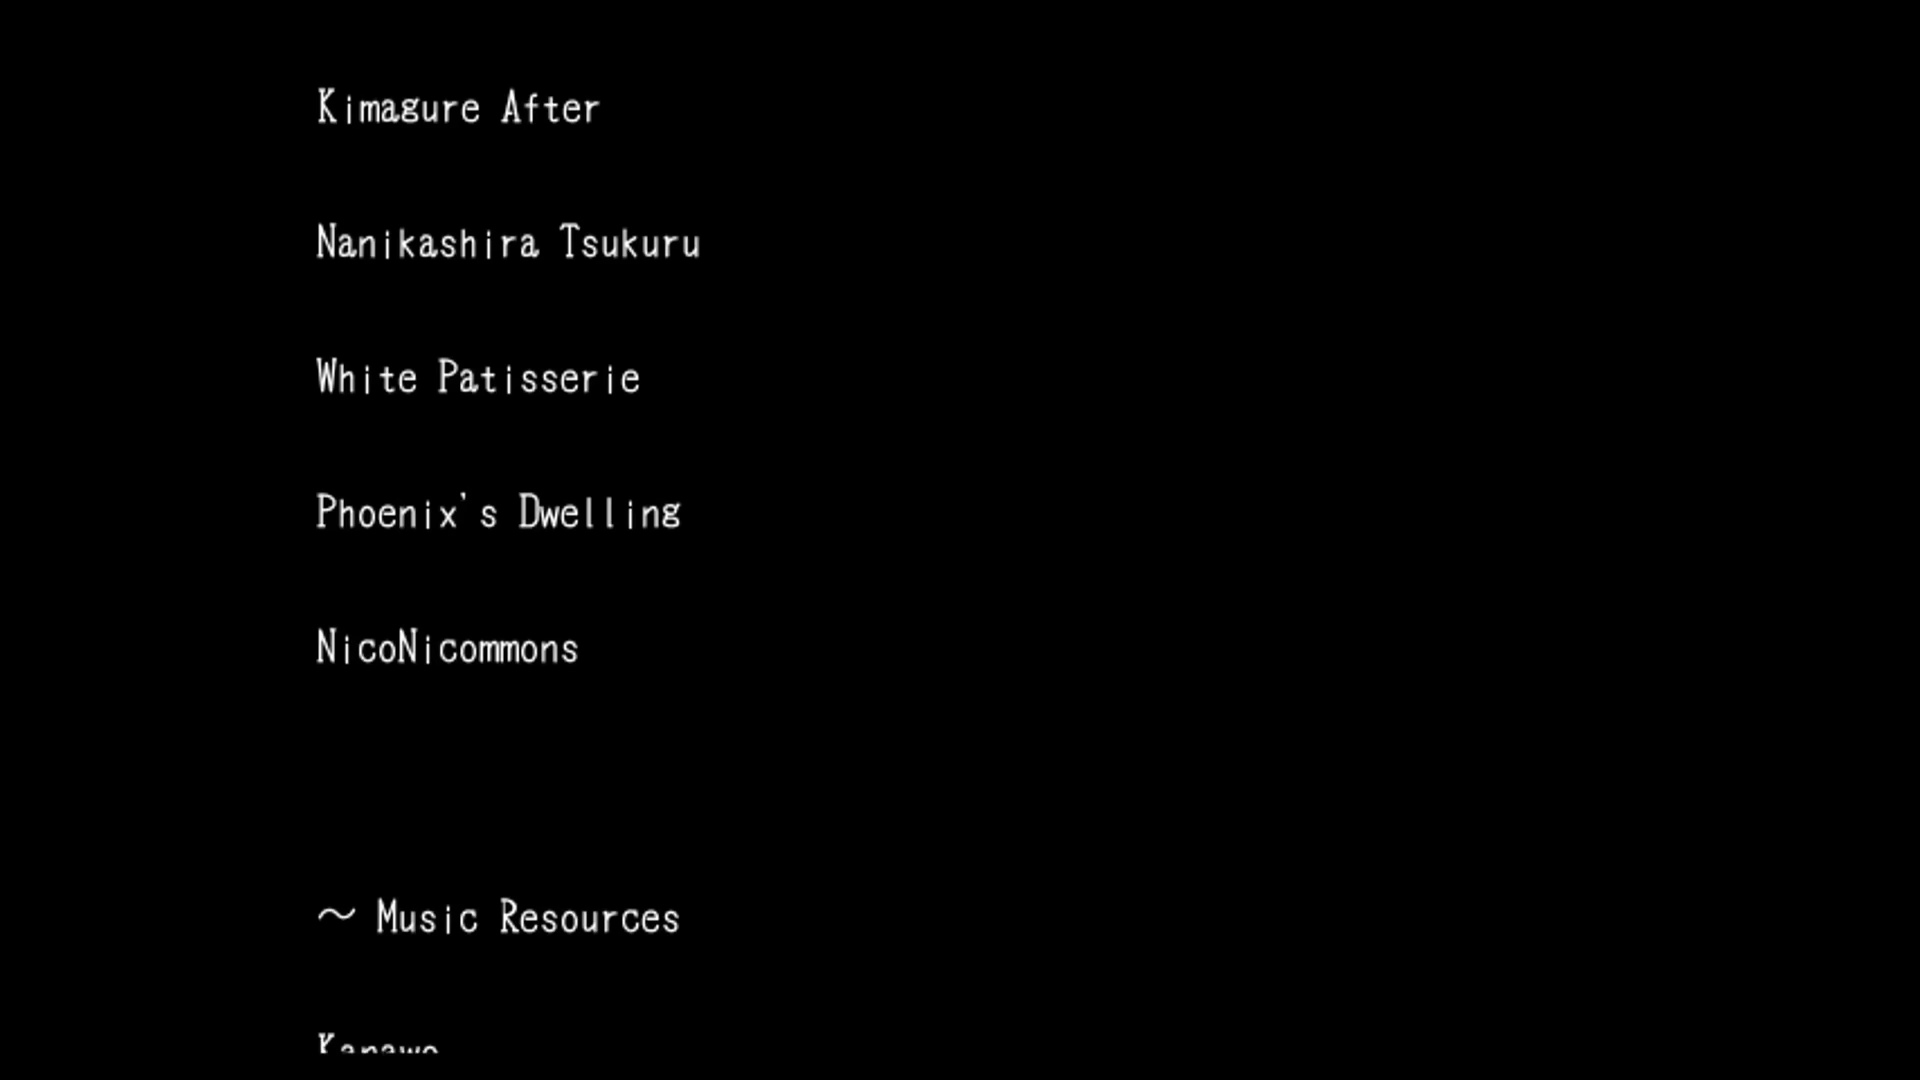 Kimagure After
Nanikashira Tsukuru
White Patisserie
Phoenix's Dwelling
NicoNicommons
～ Music Resources